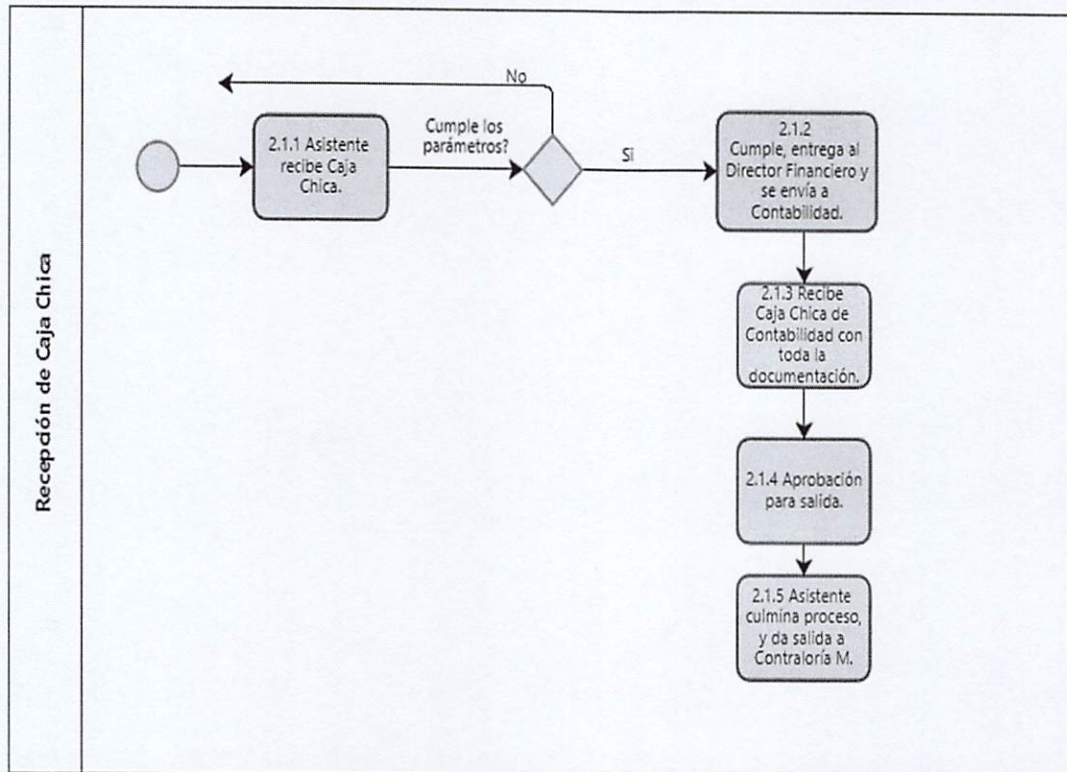 Recepción de Caja Chica
No
2.1.1 Asistente
recibe Caja
Chica.
Cumple los
parámetros?
Si
2.1.2
Cumple, entrega al
Director Financiero y
se envía a
Contabilidad.
2.1.3 Recibe
Caja Chica de
Contabilidad con
toda la
documentación.
2.1.4 Aprobación
para salida.
2.1.5 Asistente
culmina proceso,
y da salida a
Contraloría M.